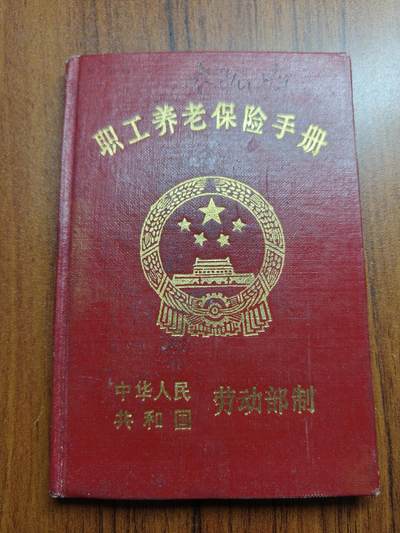 职工养老保险手册
中华人民
共和国 劳动部制